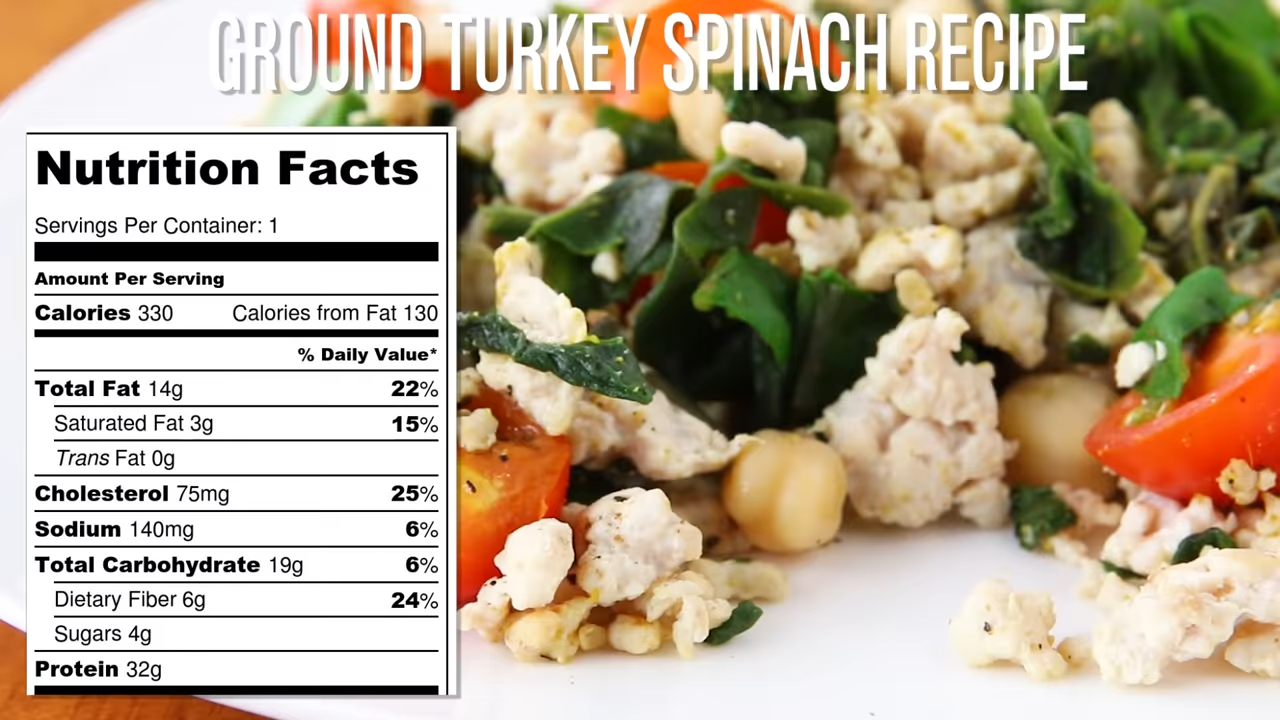 GROUND TURKEY SPINACH RECIPE
Nutrition Facts
Servings Per Container: 1
Amount Per Serving
Calories 330 Calories from Fat 130
% Daily Value*
Total Fat 14g 22%
Saturated Fat 3g 15%
Trans Fat 0g
Cholesterol 75mg 25%
Sodium 140mg 6%
Total Carbohydrate 19g 6%
Dietary Fiber 6g 24%
Sugars 4g
Protein 32g